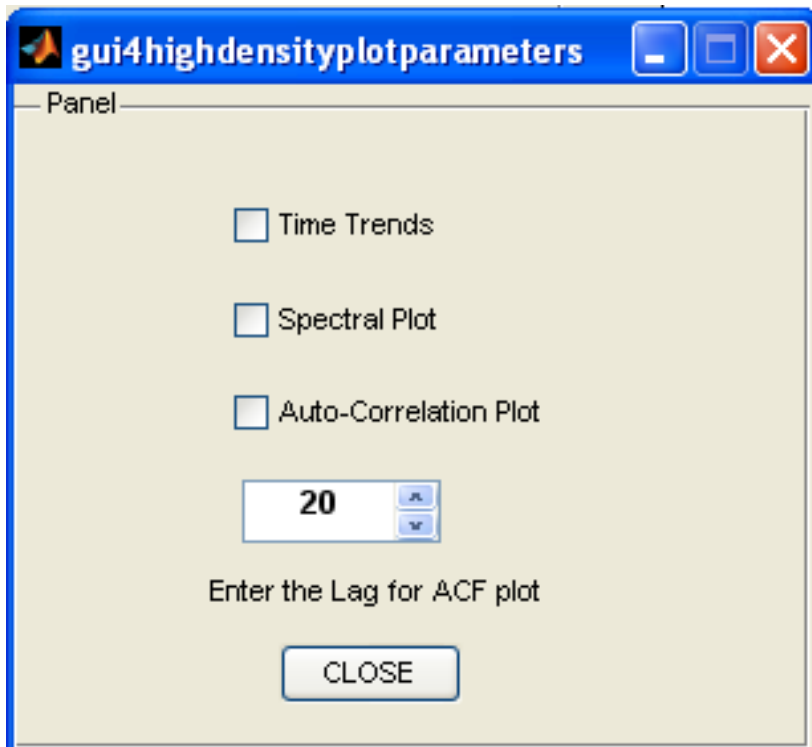 gui4highdensityplotparameters
Panel
Time Trends
Spectral Plot
Auto-Correlation Plot
20
Enter the Lag for ACF plot
CLOSE